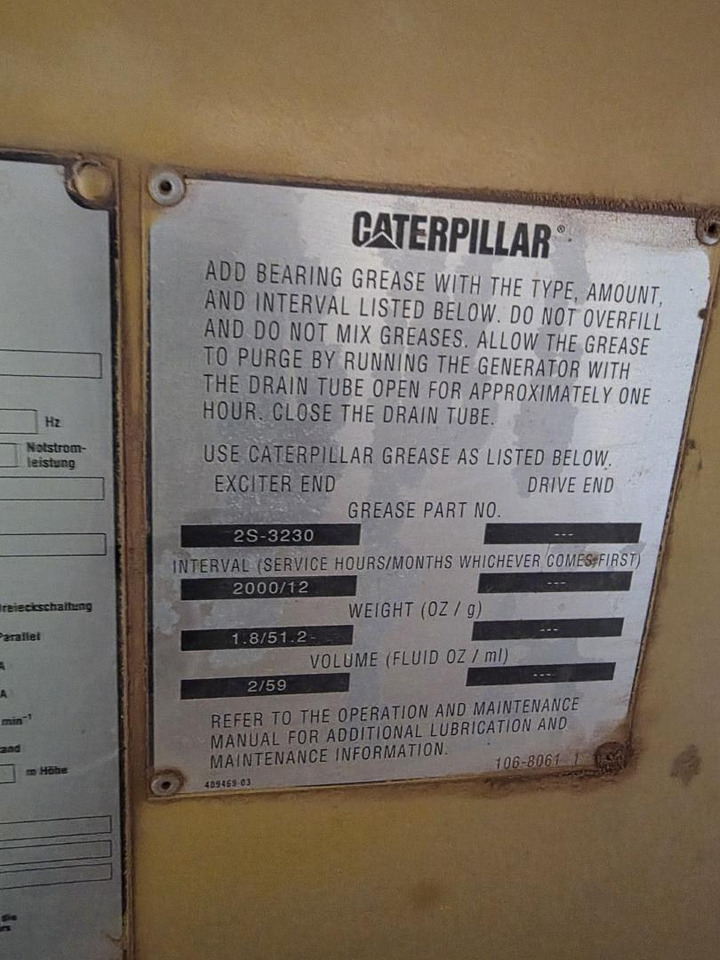 CATERPILLAR®
ADD BEARING GREASE WITH THE TYPE, AMOUNT,
AND INTERVAL LISTED BELOW. DO NOT OVERFILL
AND DO NOT MIX GREASES. ALLOW THE GREASE
TO PURGE BY RUNNING THE GENERATOR WITH
THE DRAIN TUBE OPEN FOR APPROXIMATELY ONE
HOUR. CLOSE THE DRAIN TUBE.
USE CATERPILLAR GREASE AS LISTED BELOW.
EXCITER END DRIVE END
GREASE PART NO.
2S-3230 ---
INTERVAL (SERVICE HOURS/MONTHS WHICHEVER COMES FIRST)
2000/12 ---
WEIGHT (OZ / g)
1.8/51.2 ---
VOLUME (FLUID OZ / ml)
2/59 ---
REFER TO THE OPERATION AND MAINTENANCE
MANUAL FOR ADDITIONAL LUBRICATION AND
MAINTENANCE INFORMATION.
106-8061 1
409469-03
Hz
Notstrom-
leistung
Dreieckschaltung
Parallel
A
A
min⁻¹
m Höhe
die